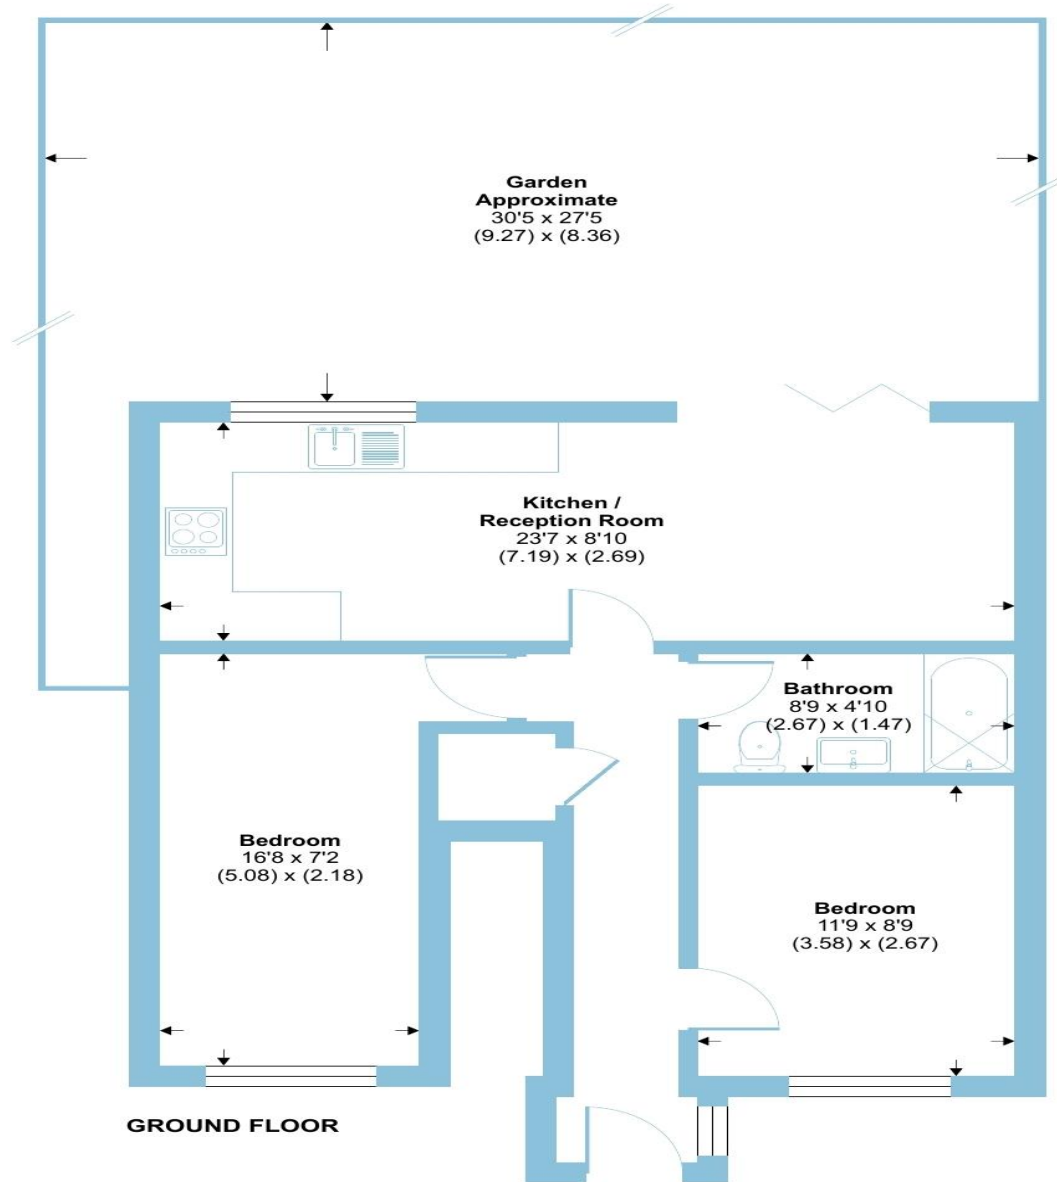 Garden
Approximate
30'5 x 27'5
(9.27) x (8.36)
Kitchen /
Reception Room
23'7 x 8'10
(7.19) x (2.69)
Bathroom
8'9 x 4'10
(2.67) x (1.47)
Bedroom
16'8 x 7'2
(5.08) x (2.18)
Bedroom
11'9 x 8'9
(3.58) x (2.67)
GROUND FLOOR